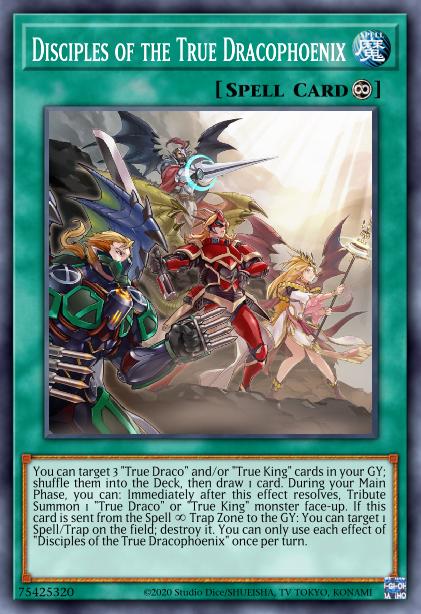 DISCIPLES OF THE TRUE DRACOPHOENIX
SPELL
魔
[SPELL CARD∞]
You can target 3 "True Draco" and/or "True King" cards in your GY;
shuffle them into the Deck, then draw 1 card. During your Main
Phase, you can: Immediately after this effect resolves, Tribute
Summon 1 "True Draco" or "True King" monster face-up. If this
card is sent from the Spell ∞ Trap Zone to the GY: You can target 1
Spell/Trap on the field; destroy it. You can only use each effect of
"Disciples of the True Dracophoenix" once per turn.
75425320
©2020 Studio Dice/SHUEISHA, TV TOKYO, KONAMI